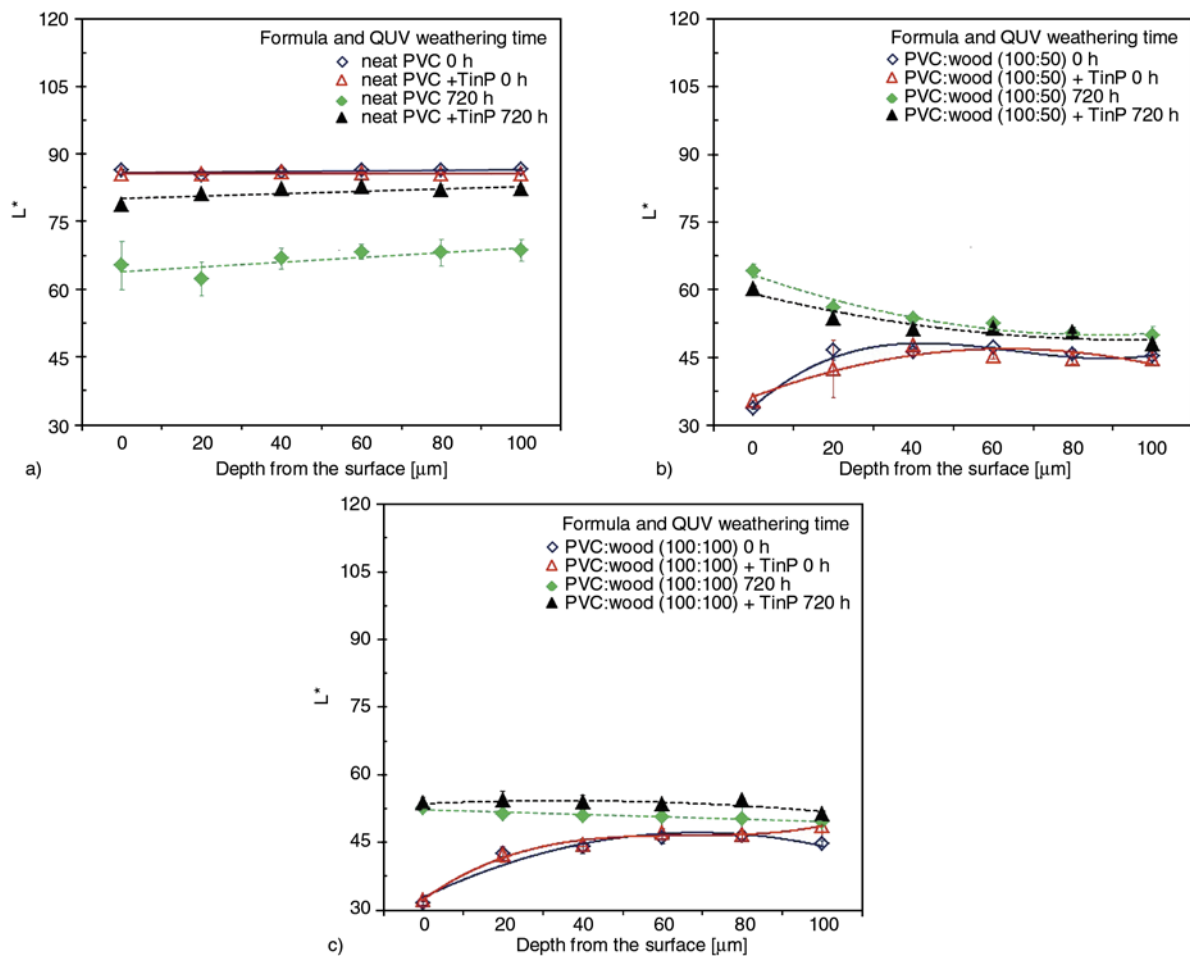 120
105
90
75
60
45
30
L*
Formula and QUV weathering time
neat PVC 0 h
neat PVC +TinP 0 h
neat PVC 720 h
neat PVC +TinP 720 h
0 20 40 60 80 100
Depth from the surface [μm]
a)
120
105
90
75
60
45
30
L*
Formula and QUV weathering time
PVC:wood (100:50) 0 h
PVC:wood (100:50) + TinP 0 h
PVC:wood (100:50) 720 h
PVC:wood (100:50) + TinP 720 h
0 20 40 60 80 100
Depth from the surface [μm]
b)
120
105
90
75
60
45
30
L*
Formula and QUV weathering time
PVC:wood (100:100) 0 h
PVC:wood (100:100) + TinP 0 h
PVC:wood (100:100) 720 h
PVC:wood (100:100) + TinP 720 h
0 20 40 60 80 100
Depth from the surface [μm]
c)